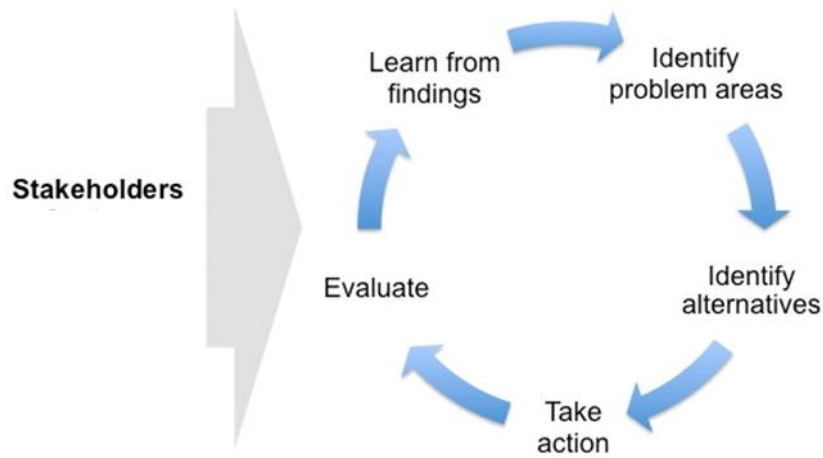 Learn from
findings
Identify
problem areas
Stakeholders
Identify
alternatives
Evaluate
Take
action